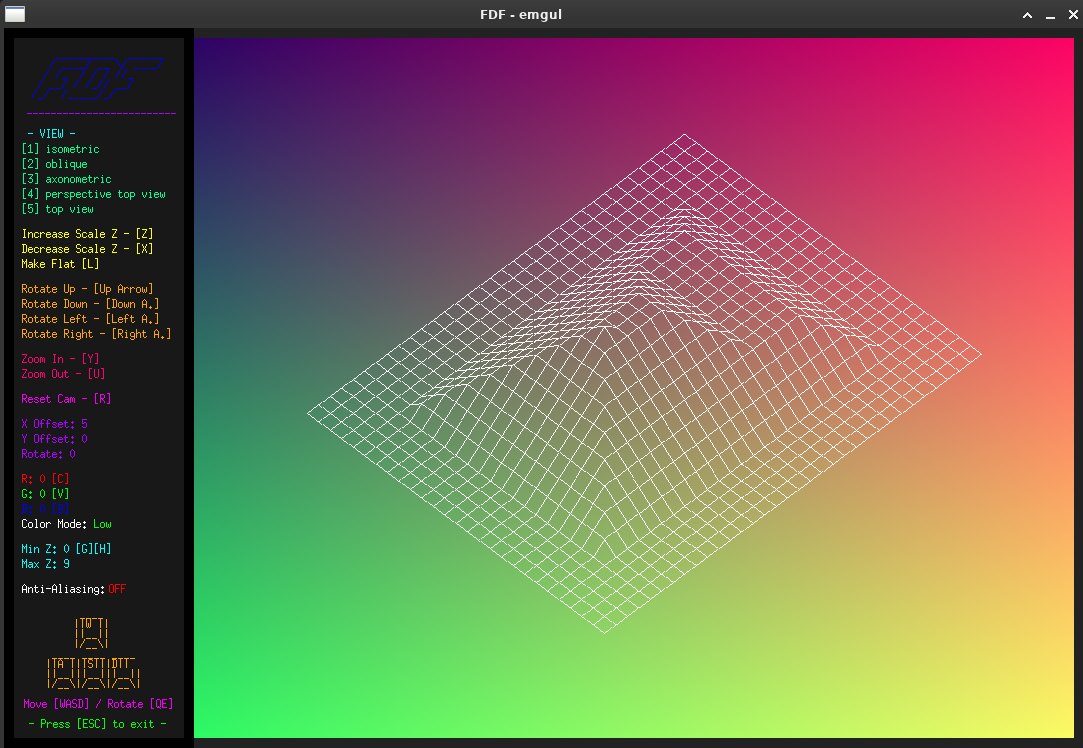 FDF - emgul
FDF
- VIEW -
[1] isometric
[2] oblique
[3] axonometric
[4] perspective top view
[5] top view
Increase Scale Z - [Z]
Decrease Scale Z - [X]
Make Flat [L]
Rotate Up - [Up Arrow]
Rotate Down - [Down A.]
Rotate Left - [Left A.]
Rotate Right - [Right A.]
Zoom In - [Y]
Zoom Out - [U]
Reset Cam - [R]
X Offset: 5
Y Offset: 0
Rotate: 0
R: 0 [C]
G: 0 [V]
B: 0 [B]
Color Mode: Low
Min Z: 0 [G][H]
Max Z: 9
Anti-Aliasing: OFF
W
A S D
Move [WASD] / Rotate [QE]
- Press [ESC] to exit -